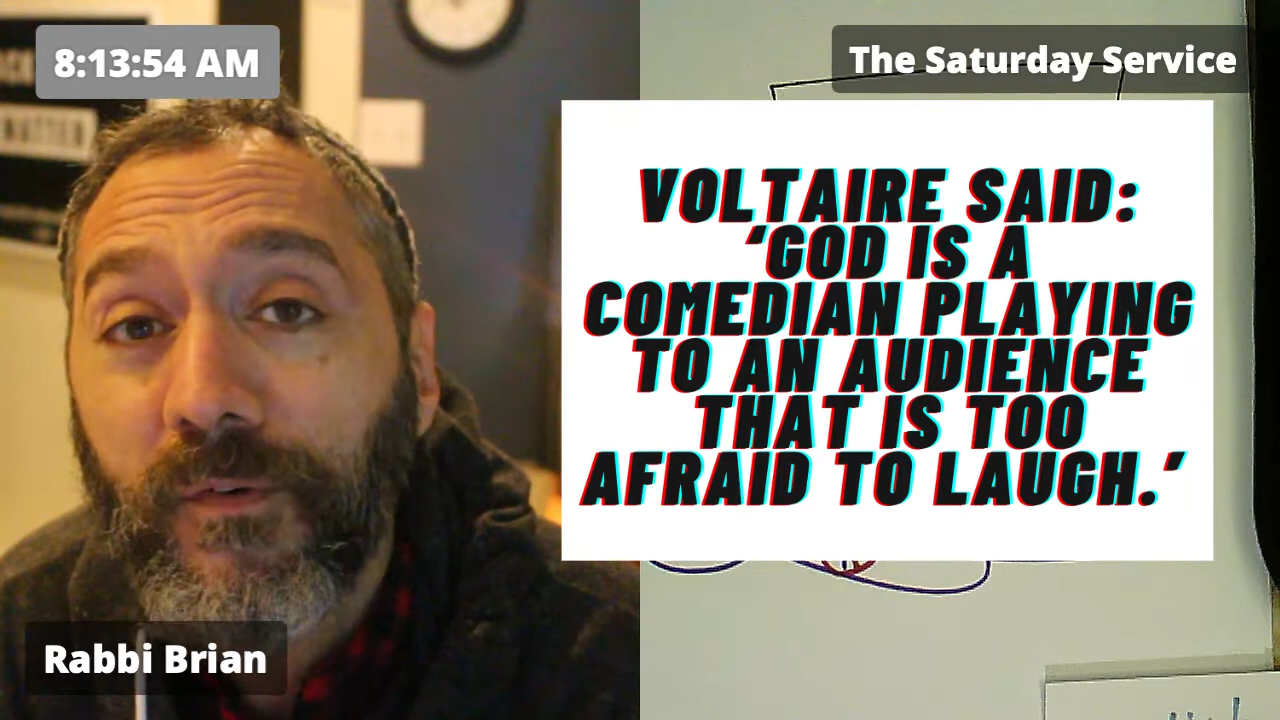 8:13:54 AM
The Saturday Service
VOLTAIRE SAID:
‘GOD IS A
COMEDIAN PLAYING
TO AN AUDIENCE
THAT IS TOO
AFRAID TO LAUGH.’
Rabbi Brian